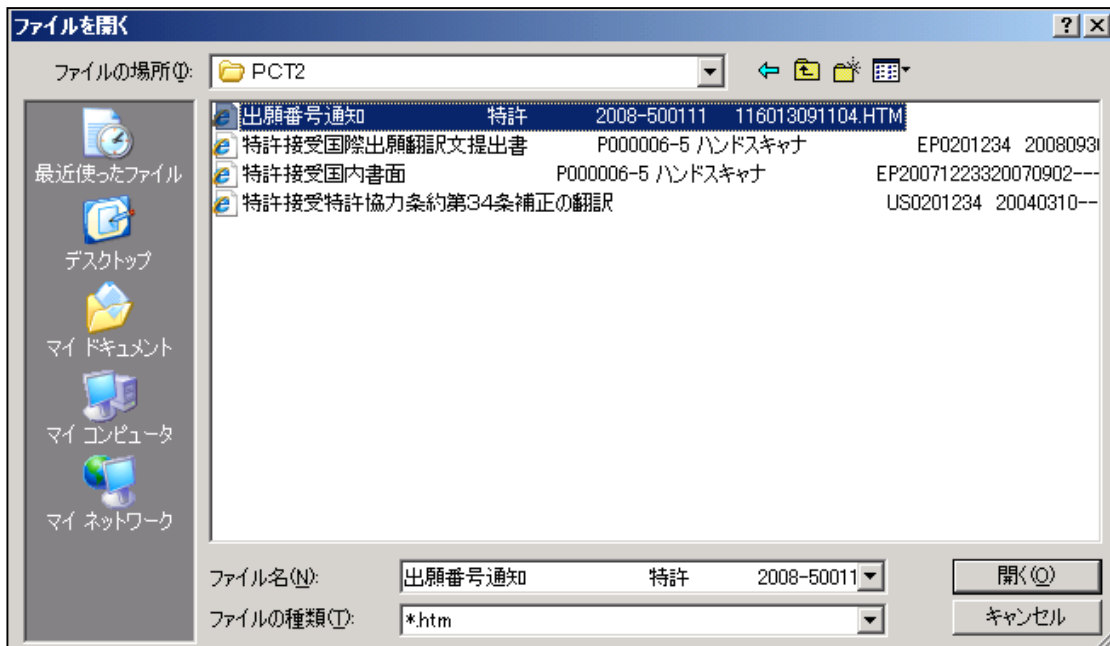 ファイルを開く
ファイルの場所(I): PCT2
出願番号通知 特許 2008-500111 116013091104.HTM
特許接受国際出願翻訳文提出書 P000006-5 ハンドスキャナ EP0201234 2008093
特許接受国内書面 P000006-5 ハンドスキャナ EP20071223320070902---
特許接受特許協力条約第34条補正の翻訳 US0201234 20040310--
最近使ったファイル
デスクトップ
マイ ドキュメント
マイ コンピュータ
マイ ネットワーク
ファイル名(N): 出願番号通知 特許 2008-50011
開く(O)
ファイルの種類(T): *.htm
キャンセル